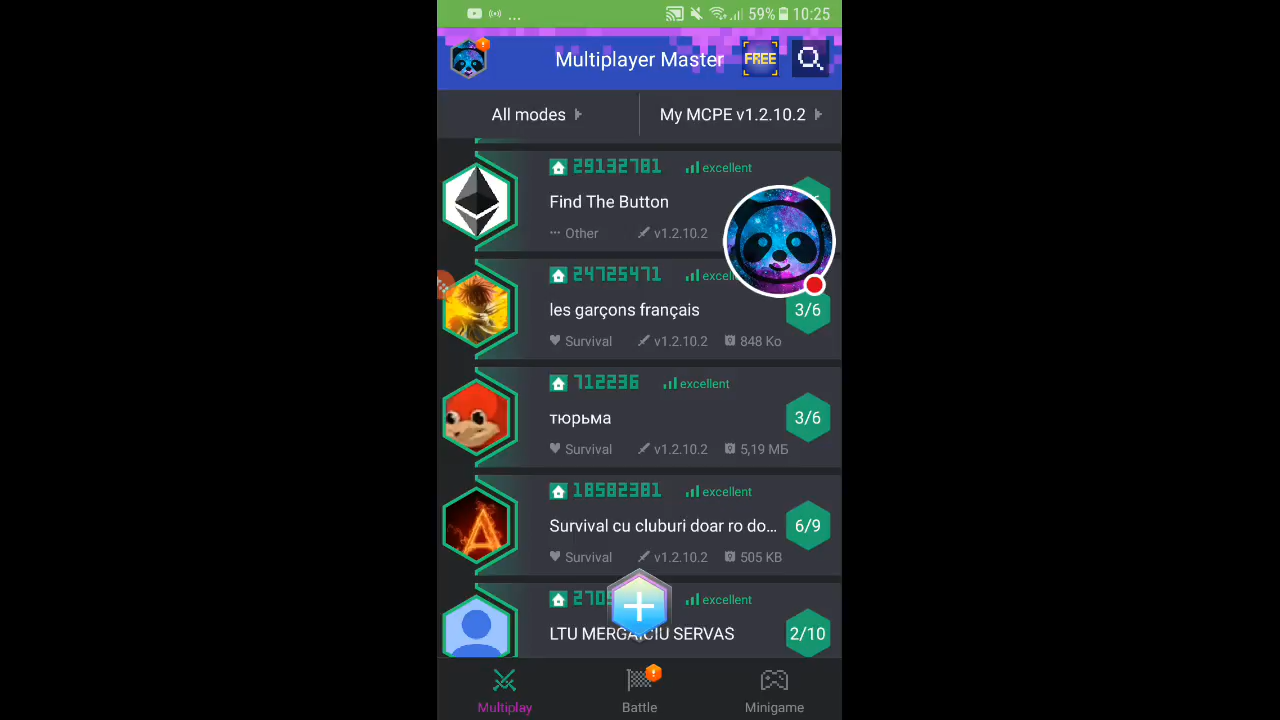 ... 59% 10:25
Multiplayer Master FREE
All modes My MCPE v1.2.10.2
29132781 excellent
Find The Button
Other v1.2.10.2
24725471
les garçons français 3/6
Survival v1.2.10.2 848 Ko
712236 excellent
тюрьма 3/6
Survival v1.2.10.2 5,19 МБ
18582381 excellent
Survival cu cluburi doar ro do... 6/9
Survival v1.2.10.2 505 KB
excellent
LTU MERGAICIU SERVAS 2/10
Multiplay Battle Minigame